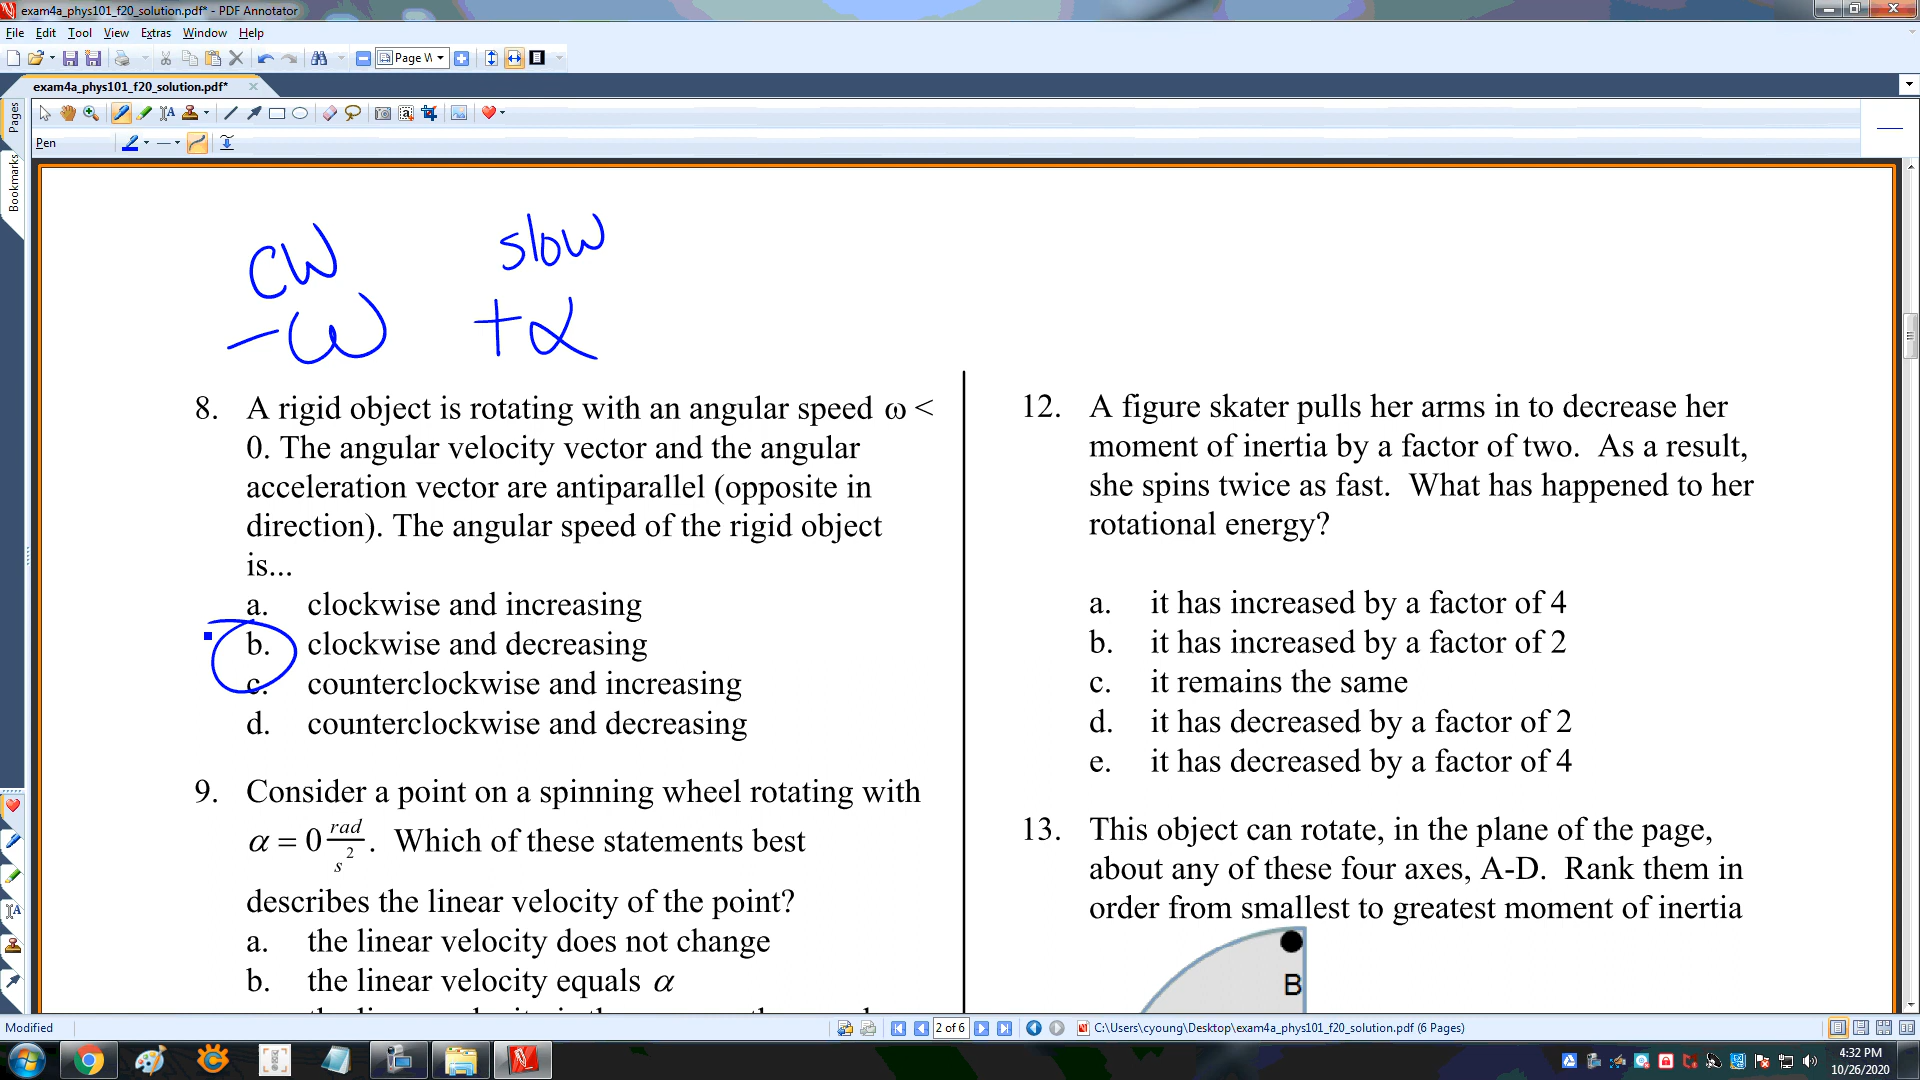 exam4a_phys101_f20_solution.pdf* - PDF Annotator
File Edit Tool View Extras Window Help
Page W
exam4a_phys101_f20_solution.pdf*
Pages
Bookmarks
Pen
CW slow
-ω +α
8. A rigid object is rotating with an angular speed ω <
0. The angular velocity vector and the angular
acceleration vector are antiparallel (opposite in
direction). The angular speed of the rigid object
is...
a. clockwise and increasing
b. clockwise and decreasing
c. counterclockwise and increasing
d. counterclockwise and decreasing
9. Consider a point on a spinning wheel rotating with
α = 0 rad/s². Which of these statements best
describes the linear velocity of the point?
a. the linear velocity does not change
b. the linear velocity equals α
12. A figure skater pulls her arms in to decrease her
moment of inertia by a factor of two. As a result,
she spins twice as fast. What has happened to her
rotational energy?
a. it has increased by a factor of 4
b. it has increased by a factor of 2
c. it remains the same
d. it has decreased by a factor of 2
e. it has decreased by a factor of 4
13. This object can rotate, in the plane of the page,
about any of these four axes, A-D. Rank them in
order from smallest to greatest moment of inertia
B
Modified
2 of 6
C:\Users\cyoung\Desktop\exam4a_phys101_f20_solution.pdf (6 Pages)
4:32 PM
10/26/2020